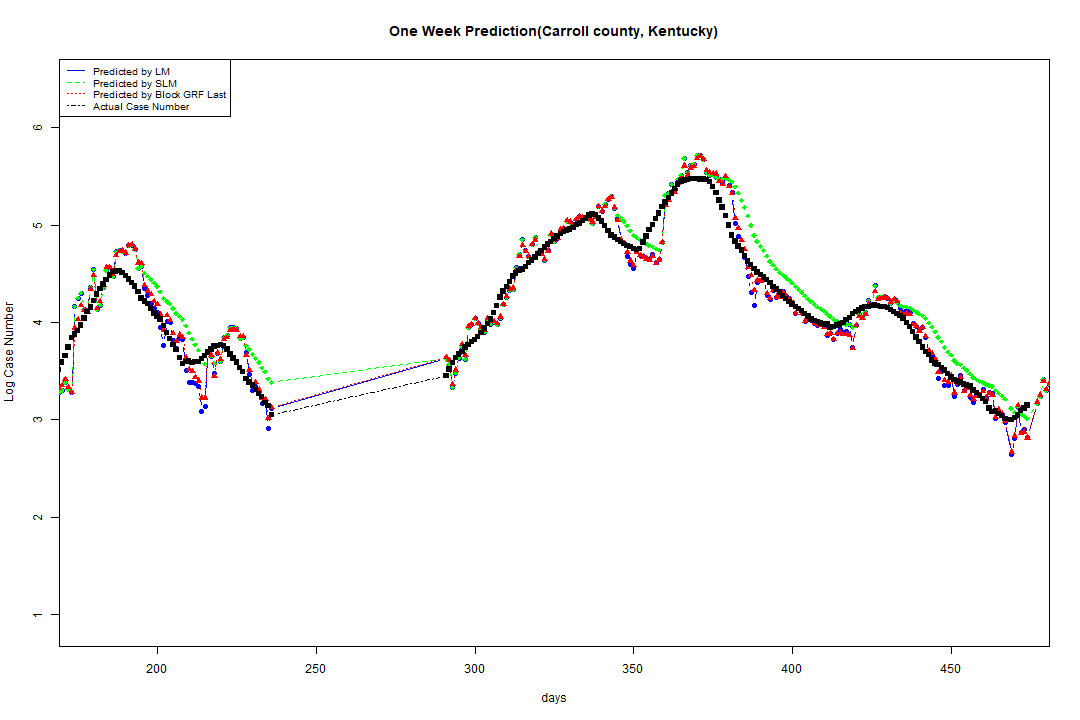 One Week Prediction(Carroll county, Kentucky)
Predicted by LM
Predicted by SLM
Predicted by Block GRF Last
Actual Case Number
6
5
4
3
2
1
Log Case Number
200 250 300 350 400 450
days